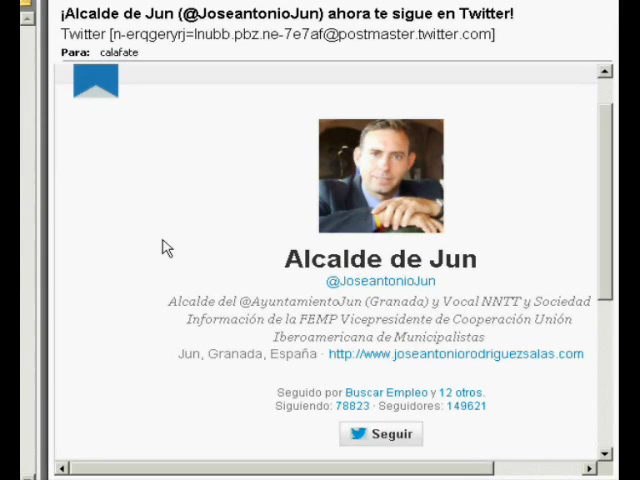 ¡Alcalde de Jun (@JoseantonioJun) ahora te sigue en Twitter!
Twitter [n-erqgeryrj=lnubb.pbz.ne-7e7af@postmaster.twitter.com]
Para: calafate
Alcalde de Jun
@JoseantonioJun
Alcalde del @AyuntamientoJun (Granada) y Vocal NNTT y Sociedad
Información de la FEMP Vicepresidente de Cooperación Unión
Iberoamericana de Municipalistas
Jun, Granada, España · http://www.joseantoniorodriguezsalas.com
Seguido por Buscar Empleo y 12 otros.
Siguiendo: 78823 · Seguidores: 149621
Seguir